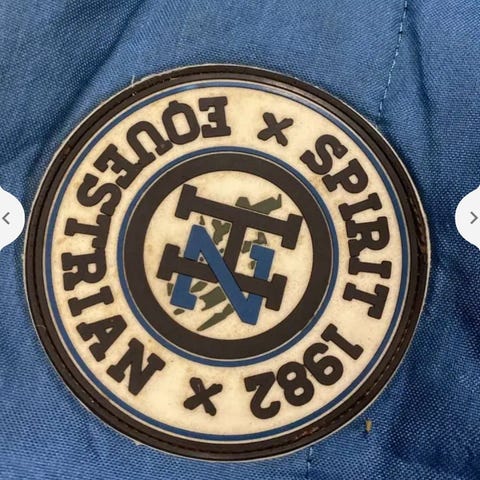 EQUESTRIAN
×
SPIRIT 1982
×